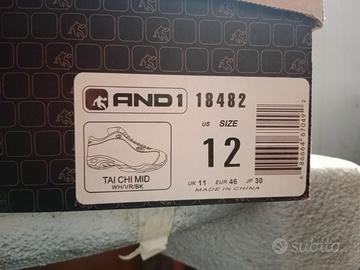 AND1 18482
US SIZE
12
TAI CHI MID
WH/VR/BK
UK 11 EUR 46 JP 30
MADE IN CHINA
subito